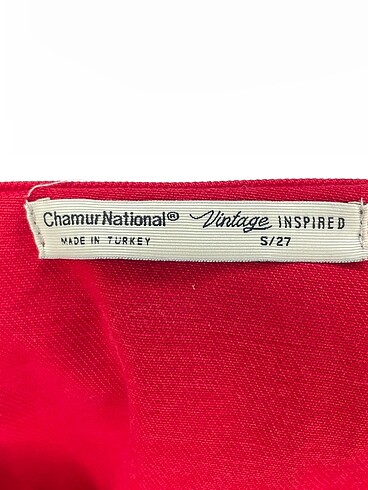 ChamurNational® Vintage INSPIRED
MADE IN TURKEY S/27